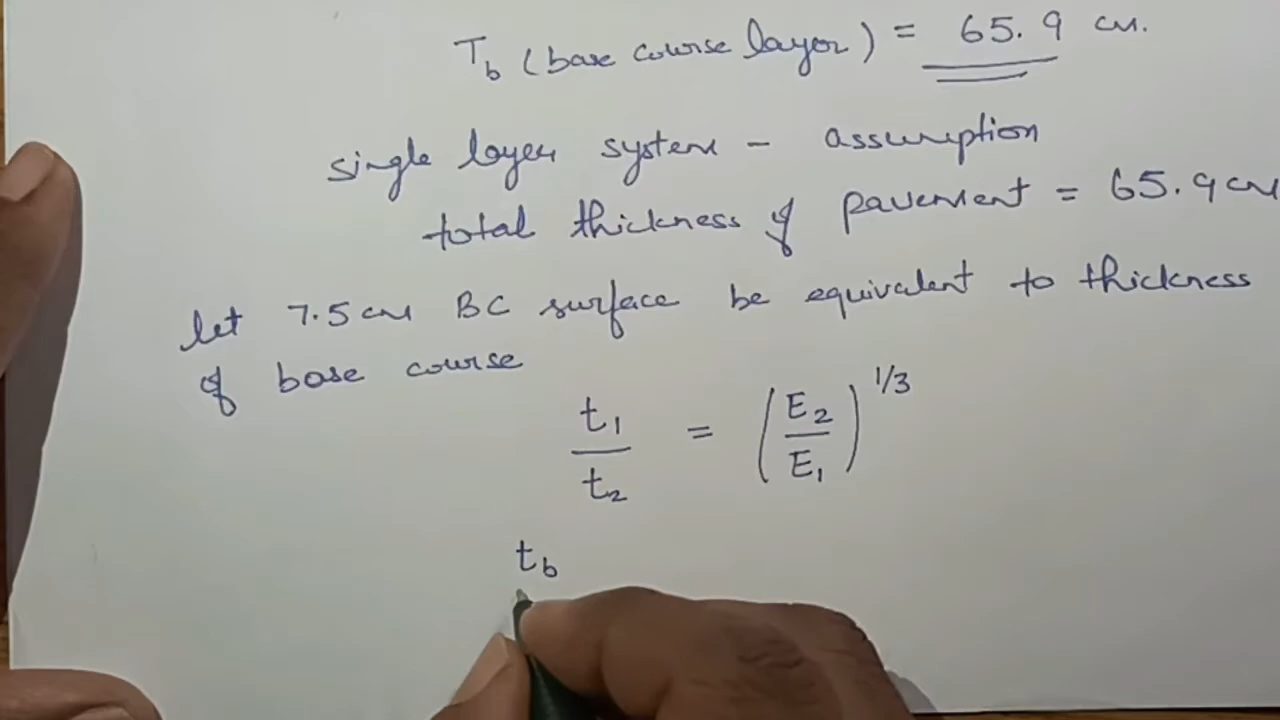 T_b (base course layer) = 65.9 cm.
single layer system - assumption
total thickness of pavement = 65.9 cm
let 7.5 cm BC surface be equivalent to thickness
of base course
t_1/t_2 = (E_2/E_1)^1/3
t_b